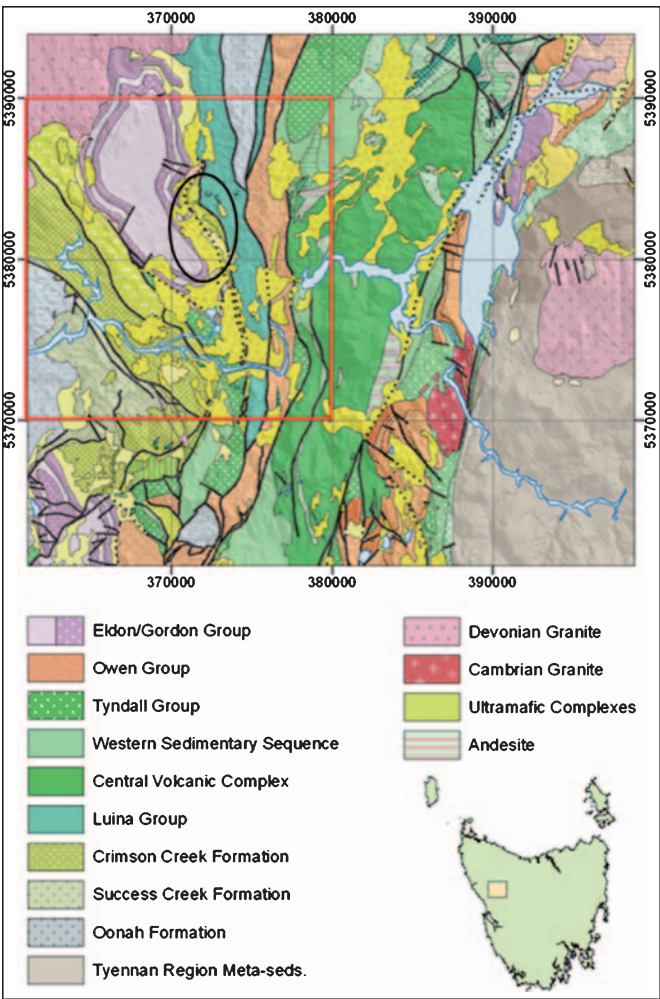 370000 380000 390000
5390000 5390000
5380000 5380000
5370000 5370000
370000 380000 390000
Eldon/Gordon Group
Owen Group
Tyndall Group
Western Sedimentary Sequence
Central Volcanic Complex
Luina Group
Crimson Creek Formation
Success Creek Formation
Oonah Formation
Tyennan Region Meta-seds.
Devonian Granite
Cambrian Granite
Ultramafic Complexes
Andesite